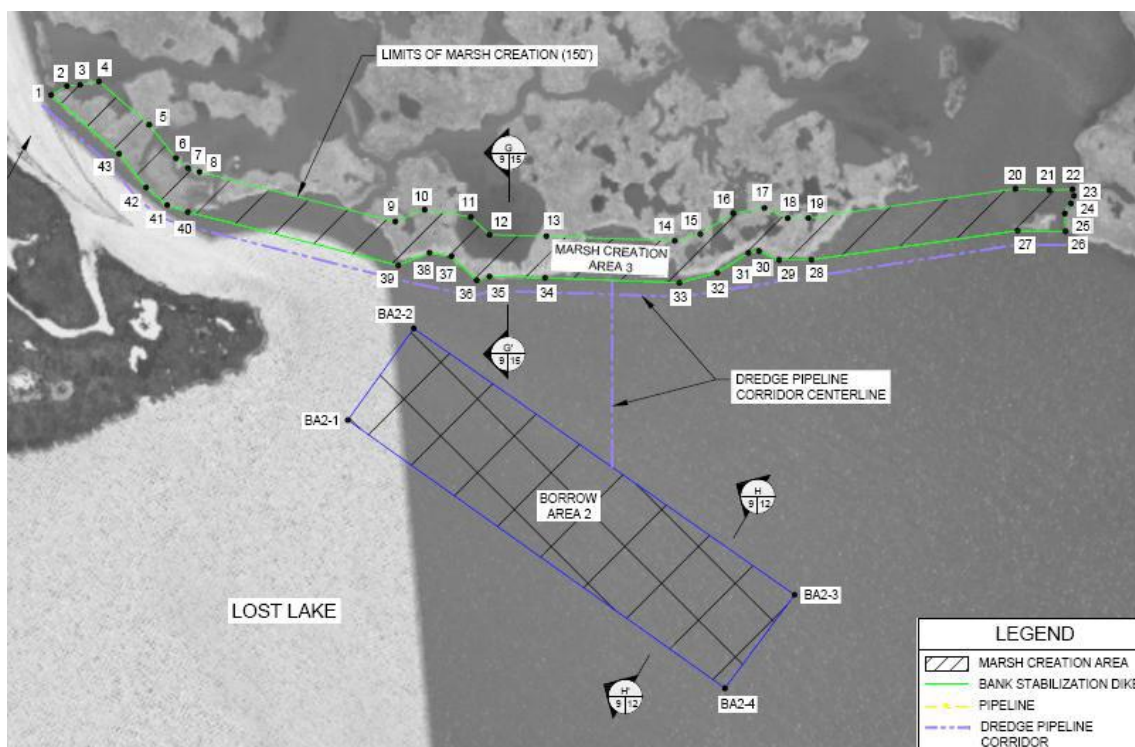 LIMITS OF MARSH CREATION (150')
1
2
3
4
5
6
7
8
9
10
11
12
13
14
15
16
17
18
19
20
21
22
23
24
25
26
27
28
29
30
31
32
33
34
35
36
37
38
39
40
41
42
43
G
9 15
MARSH CREATION
AREA 3
G'
9 15
BA2-2
BA2-1
DREDGE PIPELINE
CORRIDOR CENTERLINE
BORROW
AREA 2
H
9 12
BA2-3
LOST LAKE
H'
9 12
BA2-4
LEGEND
MARSH CREATION AREA
BANK STABILIZATION DIKE
PIPELINE
DREDGE PIPELINE
CORRIDOR